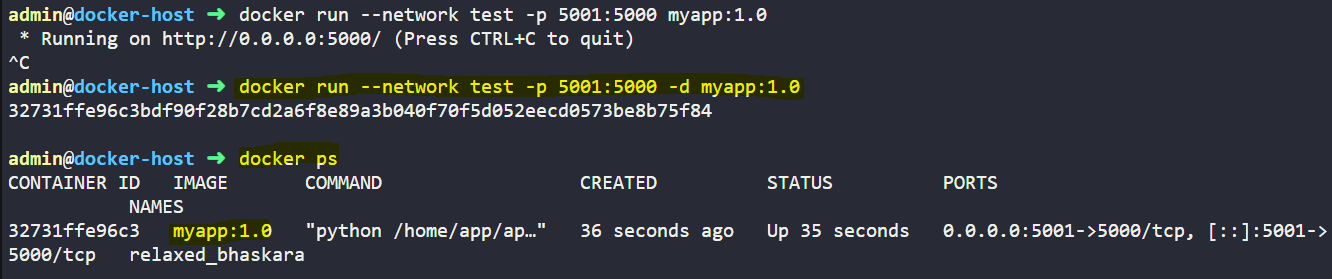 admin@docker-host ➜ docker run --network test -p 5001:5000 myapp:1.0
 * Running on http://0.0.0.0:5000/ (Press CTRL+C to quit)
^C
admin@docker-host ➜ docker run --network test -p 5001:5000 -d myapp:1.0
32731ffe96c3bdf90f28b7cd2a6f8e89a3b040f70f5d052eecd0573be8b75f84
admin@docker-host ➜ docker ps
CONTAINER ID   IMAGE       COMMAND                  CREATED          STATUS          PORTS
NAMES
32731ffe96c3   myapp:1.0   "python /home/app/ap…"   36 seconds ago   Up 35 seconds   0.0.0.0:5001->5000/tcp, [::]:5001->
5000/tcp   relaxed_bhaskara